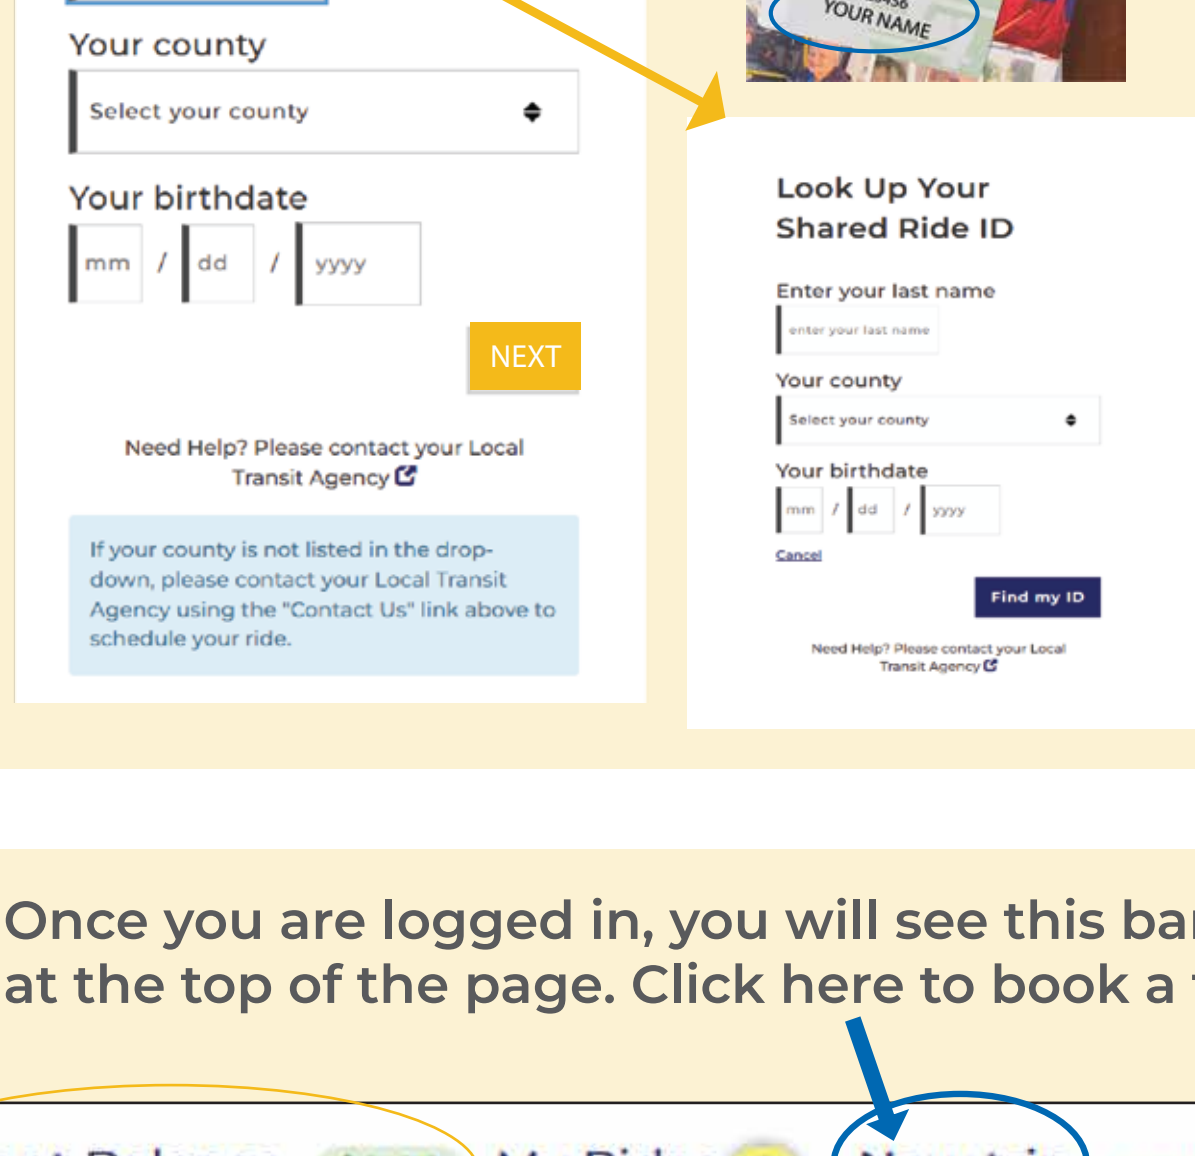 Your county
Select your county
Your birthdate
mm / dd / yyyy
NEXT
Need Help? Please contact your Local
Transit Agency
If your county is not listed in the drop-
down, please contact your Local Transit
Agency using the "Contact Us" link above to
schedule your ride.
YOUR NAME
Look Up Your
Shared Ride ID
Enter your last name
enter your last name
Your county
Select your county
Your birthdate
mm / dd / yyyy
Cancel
Find my ID
Need Help? Please contact your Local
Transit Agency
Once you are logged in, you will see this
at the top of the page. Click here to book a